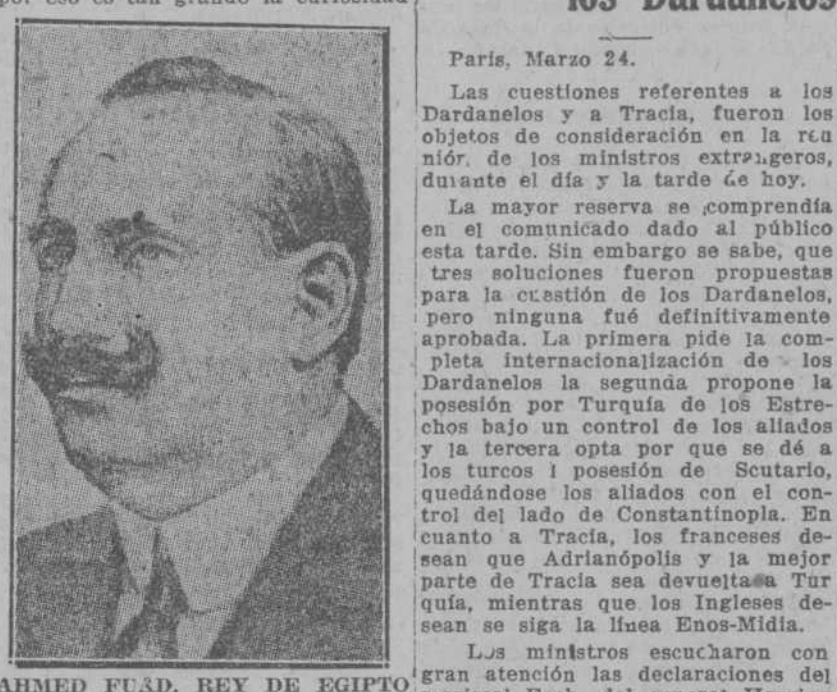 por eso es tan grande la curiosidad
AHMED FUAD, REY DE EGIPTO
los Dardanelos
París, Marzo 24.
Las cuestiones referentes a los
Dardanelos y a Tracia, fueron los
objetos de consideración en la reu
nión, de los ministros extrangeros,
durante el día y la tarde de hoy.
La mayor reserva se comprendía
en el comunicado dado al público
esta tarde. Sin embargo se sabe, que
tres soluciones fueron propuestas
para la cuestión de los Dardanelos,
pero ninguna fué definitivamente
aprobada. La primera pide la com-
pleta internacionalización de los
Dardanelos la segunda propone la
posesión por Turquía de los Estre-
chos bajo un control de los aliados
y la tercera opta por que se dé a
los turcos l posesión de Scutario,
quedándose los aliados con el con-
trol del lado de Constantinopla. En
cuanto a Tracia, los franceses de-
sean que Adrianópolis y la mejor
parte de Tracia sea devuelta a Tur
quía, mientras que los Ingleses de-
sean se siga la línea Enos-Midia.
Los ministros escucharon con
gran atención las declaraciones del